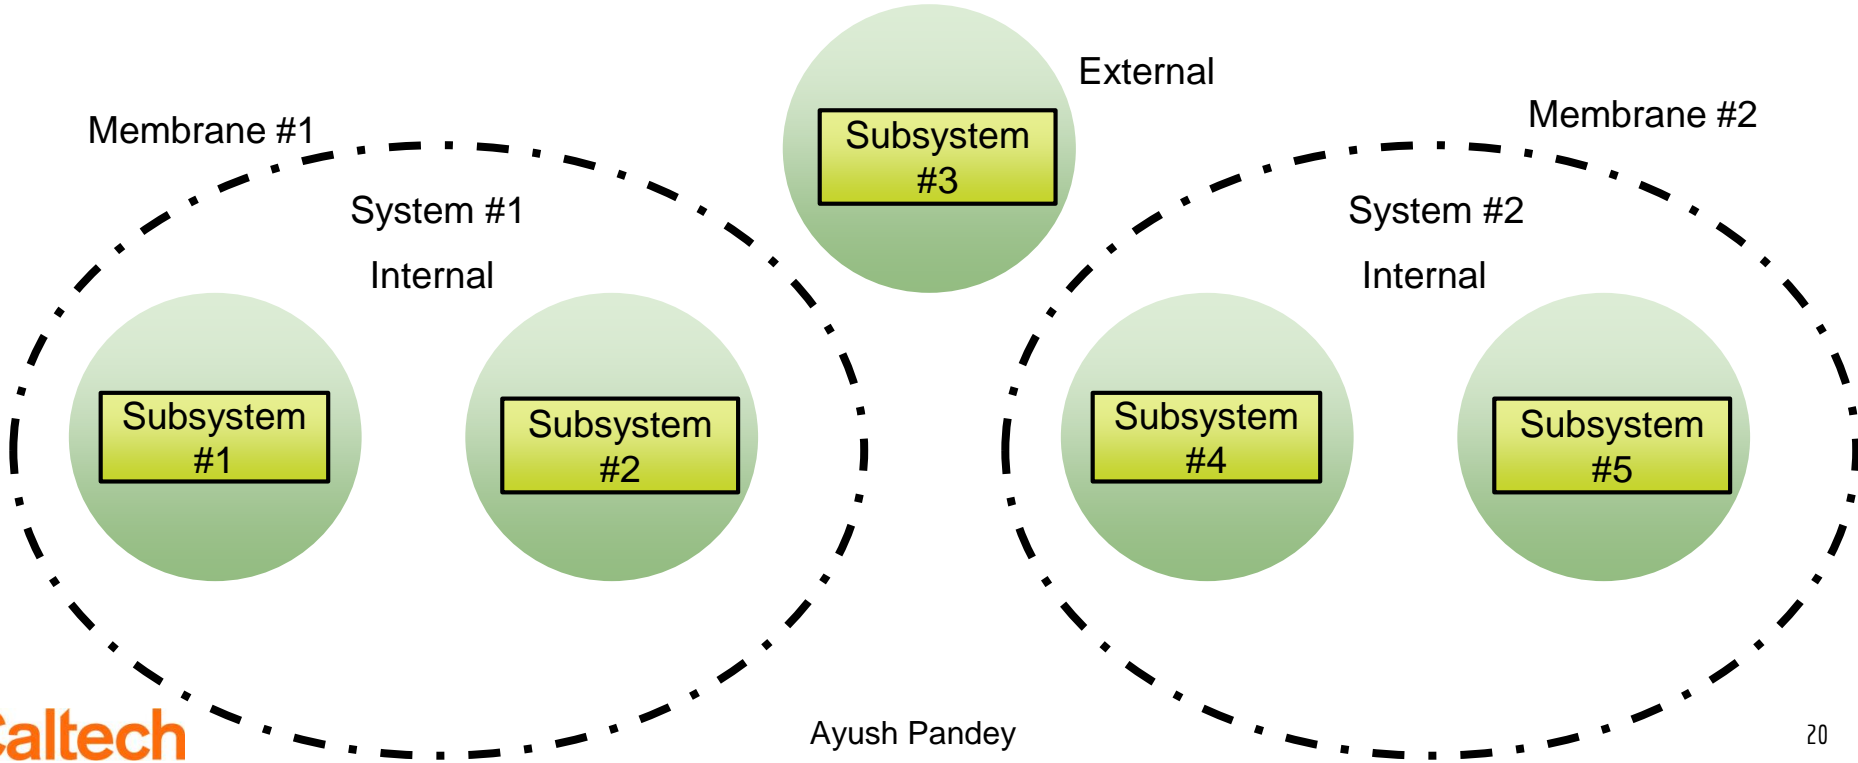 External
Membrane #1
Membrane #2
Subsystem
#3
System #1
System #2
Internal
Internal
Subsystem
#1
Subsystem
#2
Subsystem
#4
Subsystem
#5
Caltech
Ayush Pandey
20